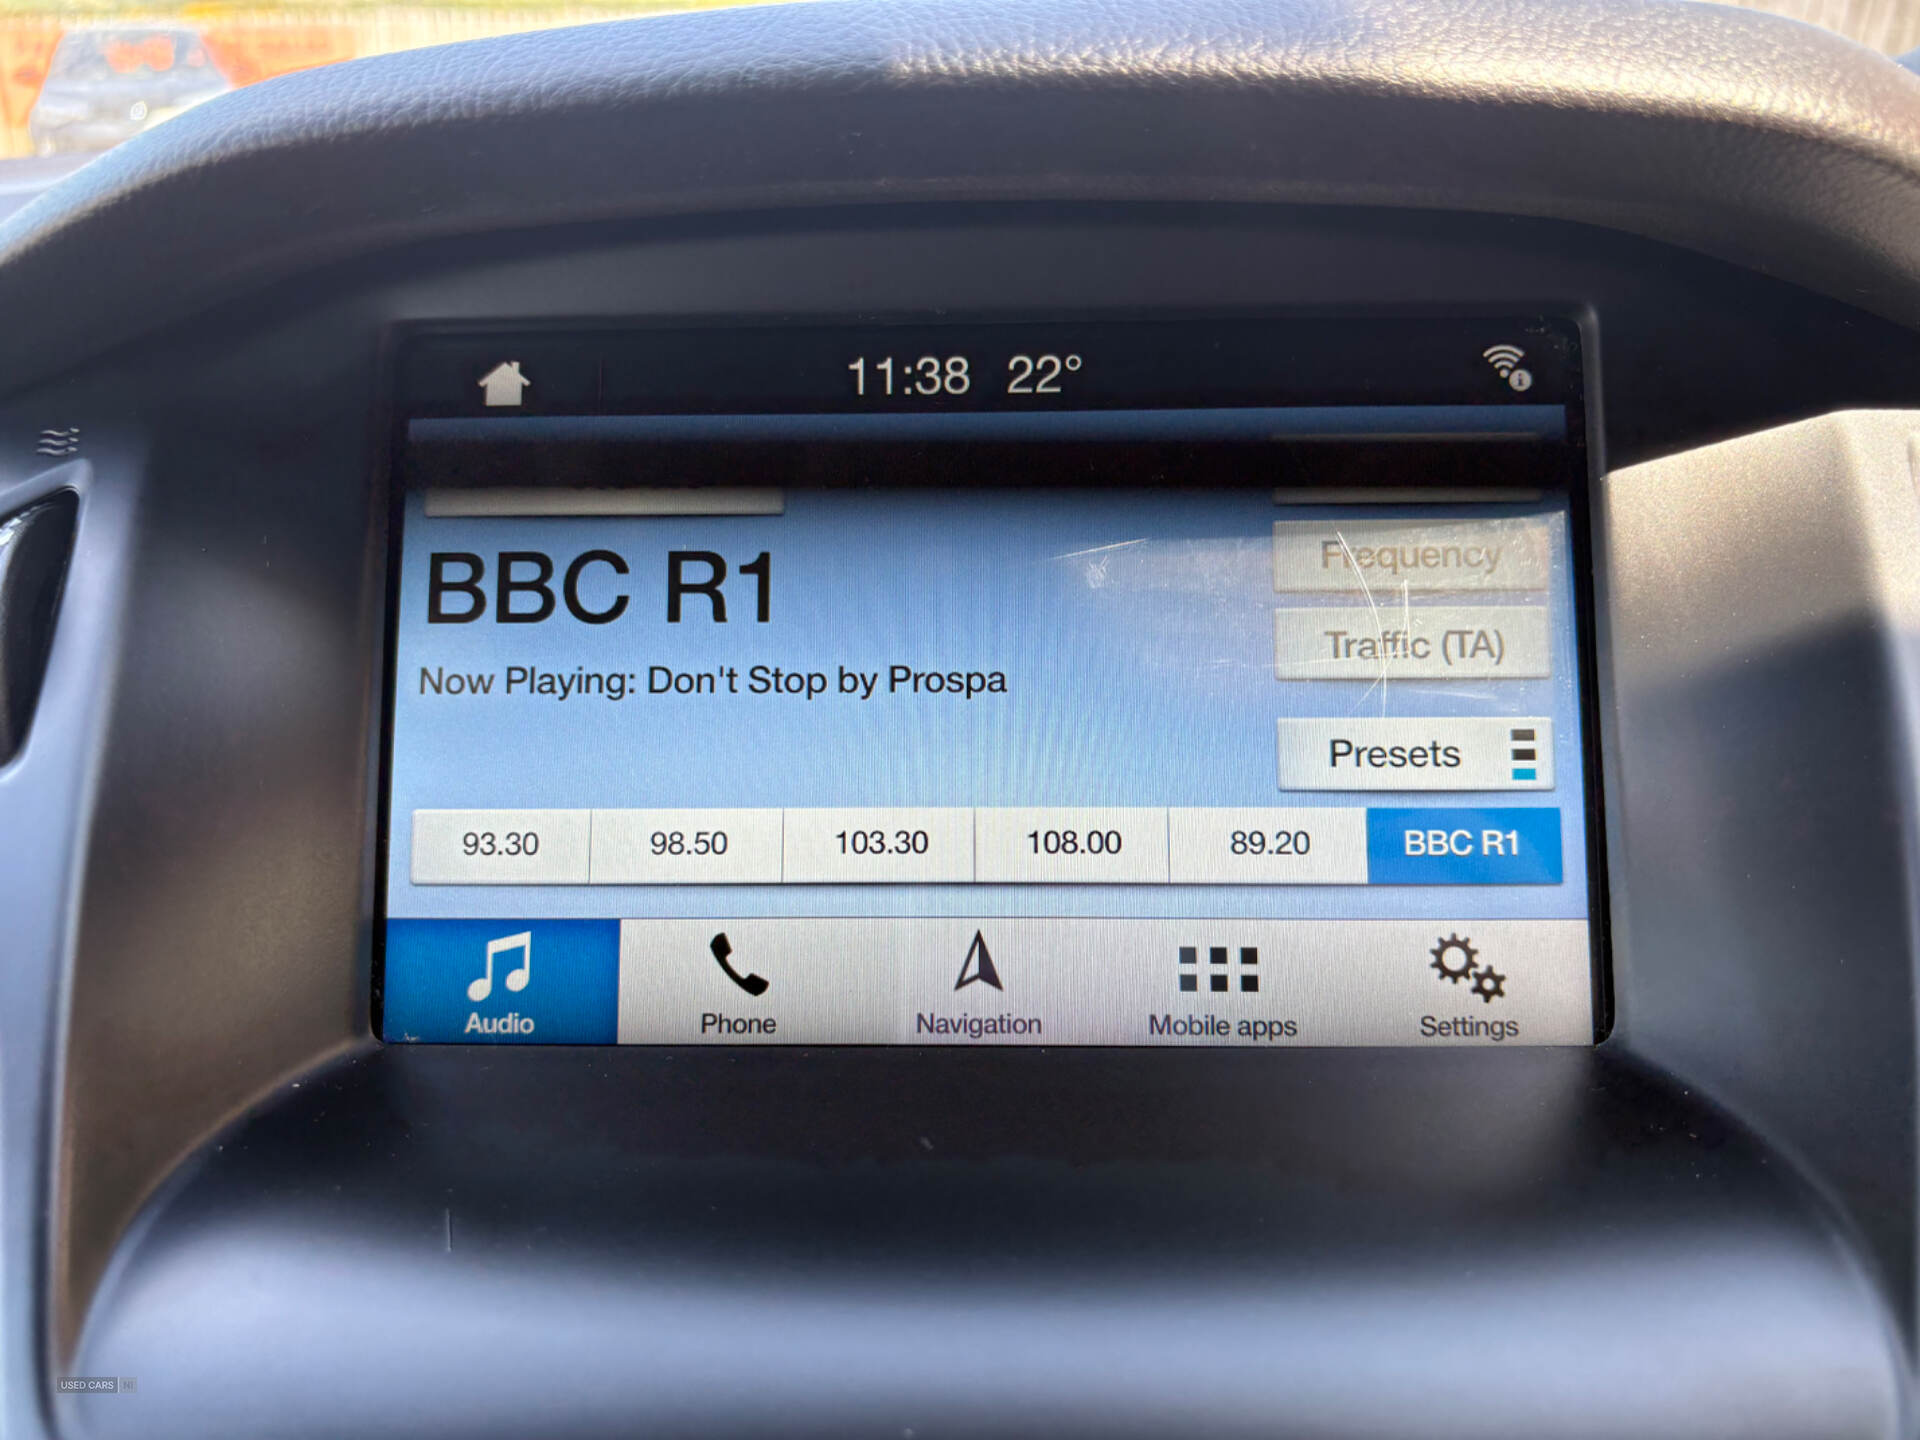 11:38 22°
BBC R1
Frequency
Traffic (TA)
Now Playing: Don't Stop by Prospa
Presets
93.30 98.50 103.30 108.00 89.20 BBC R1
Audio Phone Navigation Mobile apps Settings
USED CARS NI